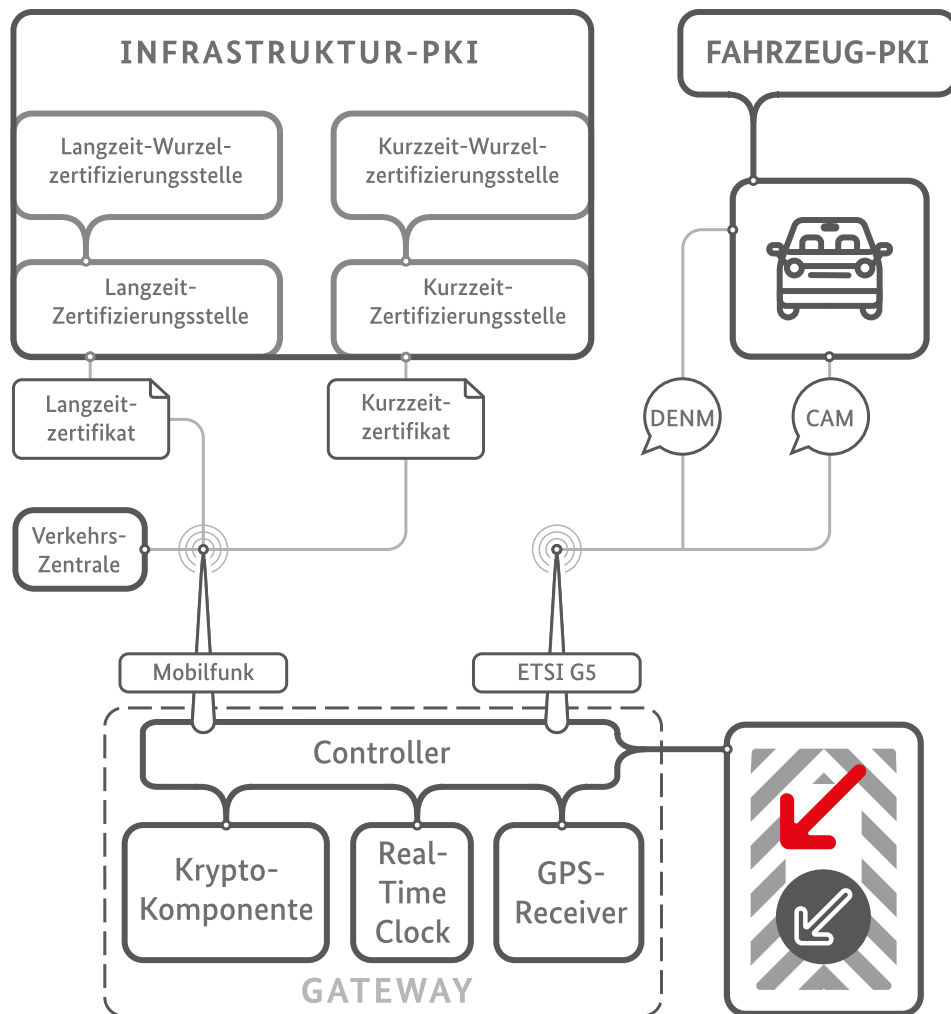 INFRASTRUKTUR-PKI
FAHRZEUG-PKI
Langzeit-Wurzel-
zertifizierungsstelle
Kurzzeit-Wurzel-
zertifizierungsstelle
Langzeit-
Zertifizierungsstelle
Kurzzeit-
Zertifizierungsstelle
Langzeit-
zertifikat
Kurzzeit-
zertifikat
DENM
CAM
Verkehrs-
Zentrale
Mobilfunk
ETSI G5
Controller
Krypto-
Komponente
Real-
Time
Clock
GPS-
Receiver
GATEWAY